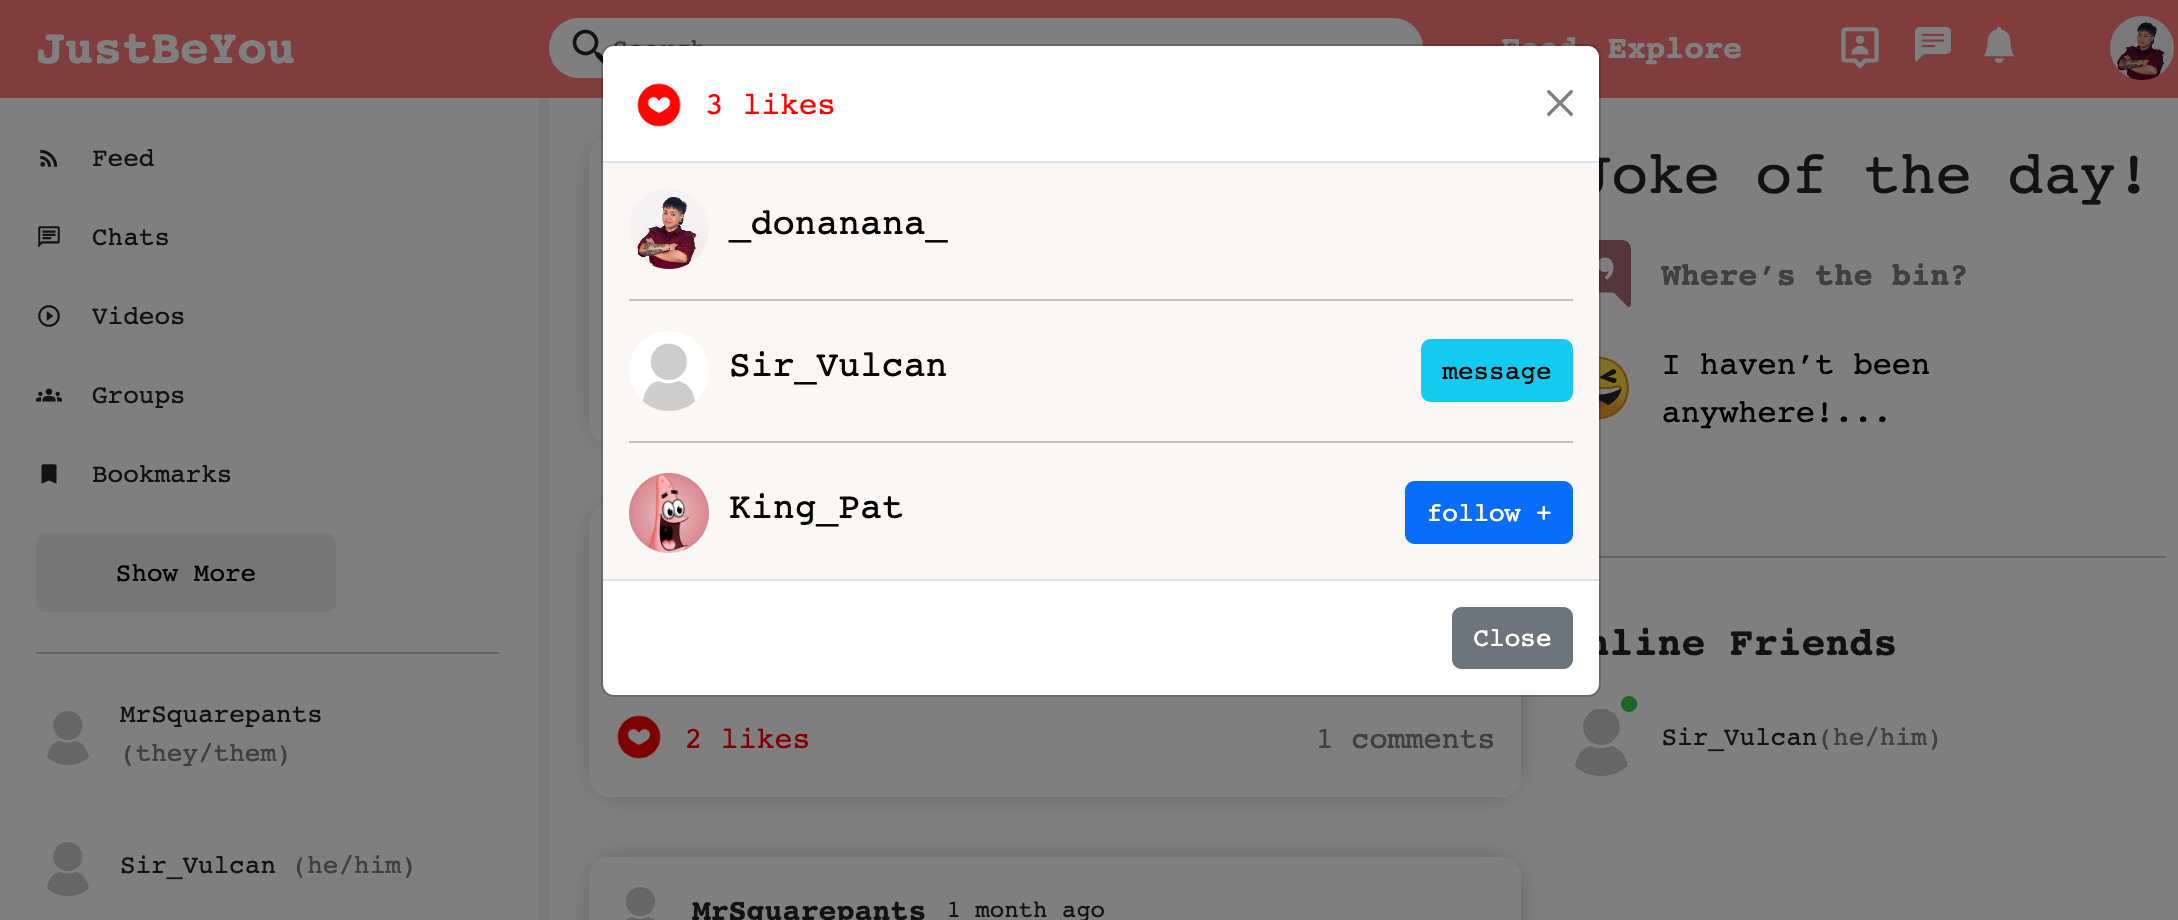 JustBeYou
Explore
3 likes
Feed
Chats
Videos
Groups
Bookmarks
Show More
MrSquarepants
(they/them)
Sir_Vulcan (he/him)
_donanana_
Sir_Vulcan
message
King_Pat
follow +
Close
2 likes
1 comments
MrSquarepants 1 month ago
Joke of the day!
Where's the bin?
I haven't been
anywhere!...
Online Friends
Sir_Vulcan(he/him)